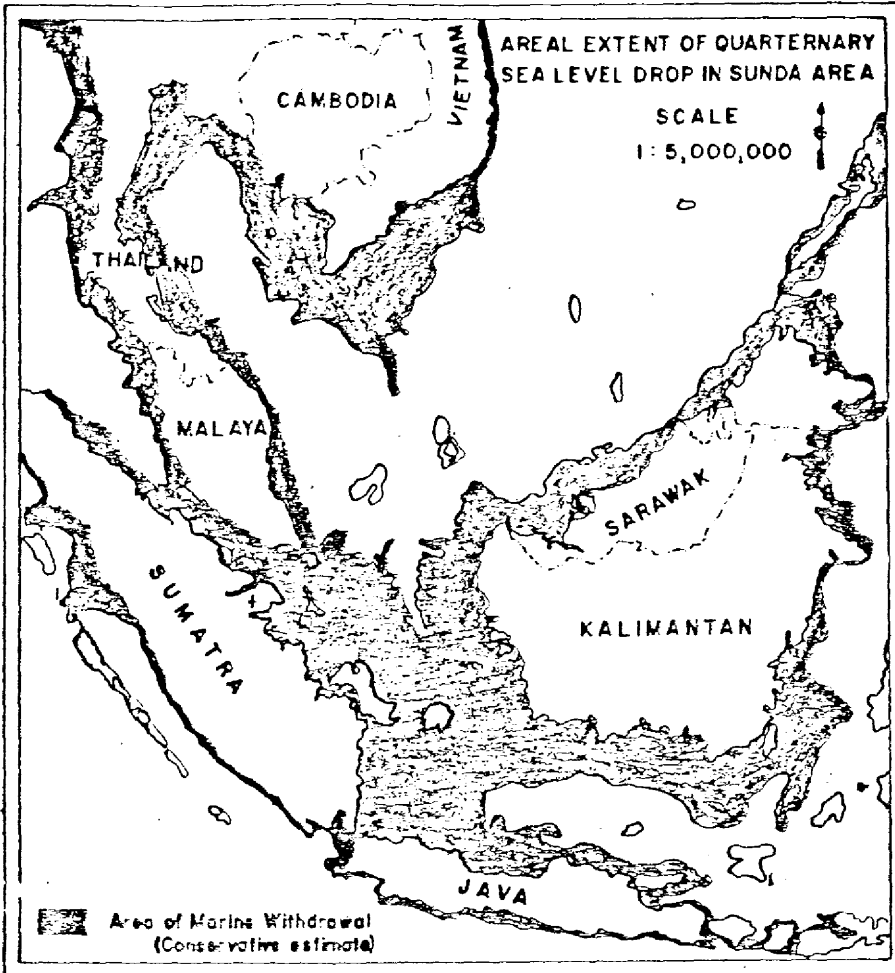 AREAL EXTENT OF QUARTERNARY
SEA LEVEL DROP IN SUNDA AREA
SCALE
1 : 5,000,000
CAMBODIA
VIETNAM
THAILAND
MALAYA
SARAWAK
SUMATRA
KALIMANTAN
JAVA
Area of Marine Withdrawal
(Conservative estimate)